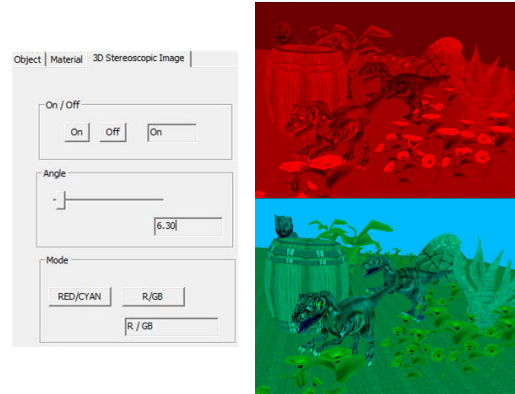 Object Material 3D Stereoscopic Image
On / Off
On Off On
Angle
6.30
Mode
RED/CYAN R/GB
R / GB